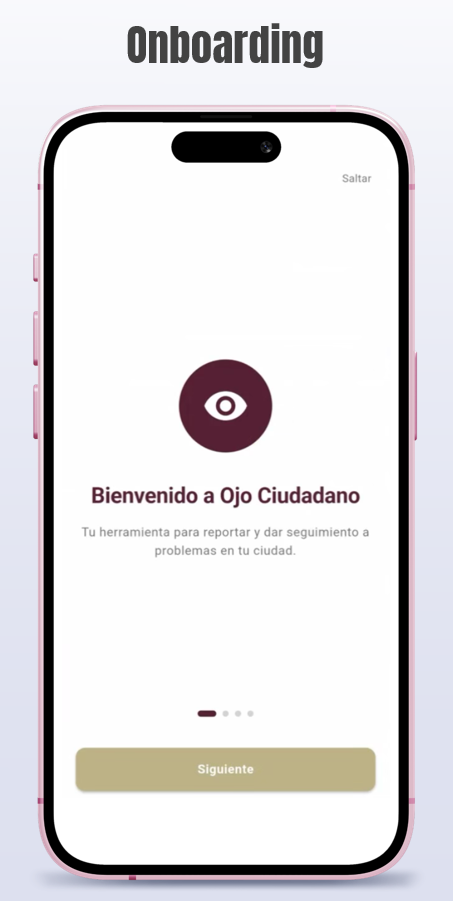 Onboarding
Saltar
Bienvenido a Ojo Ciudadano
Tu herramienta para reportar y dar seguimiento a
problemas en tu ciudad.
Siguiente